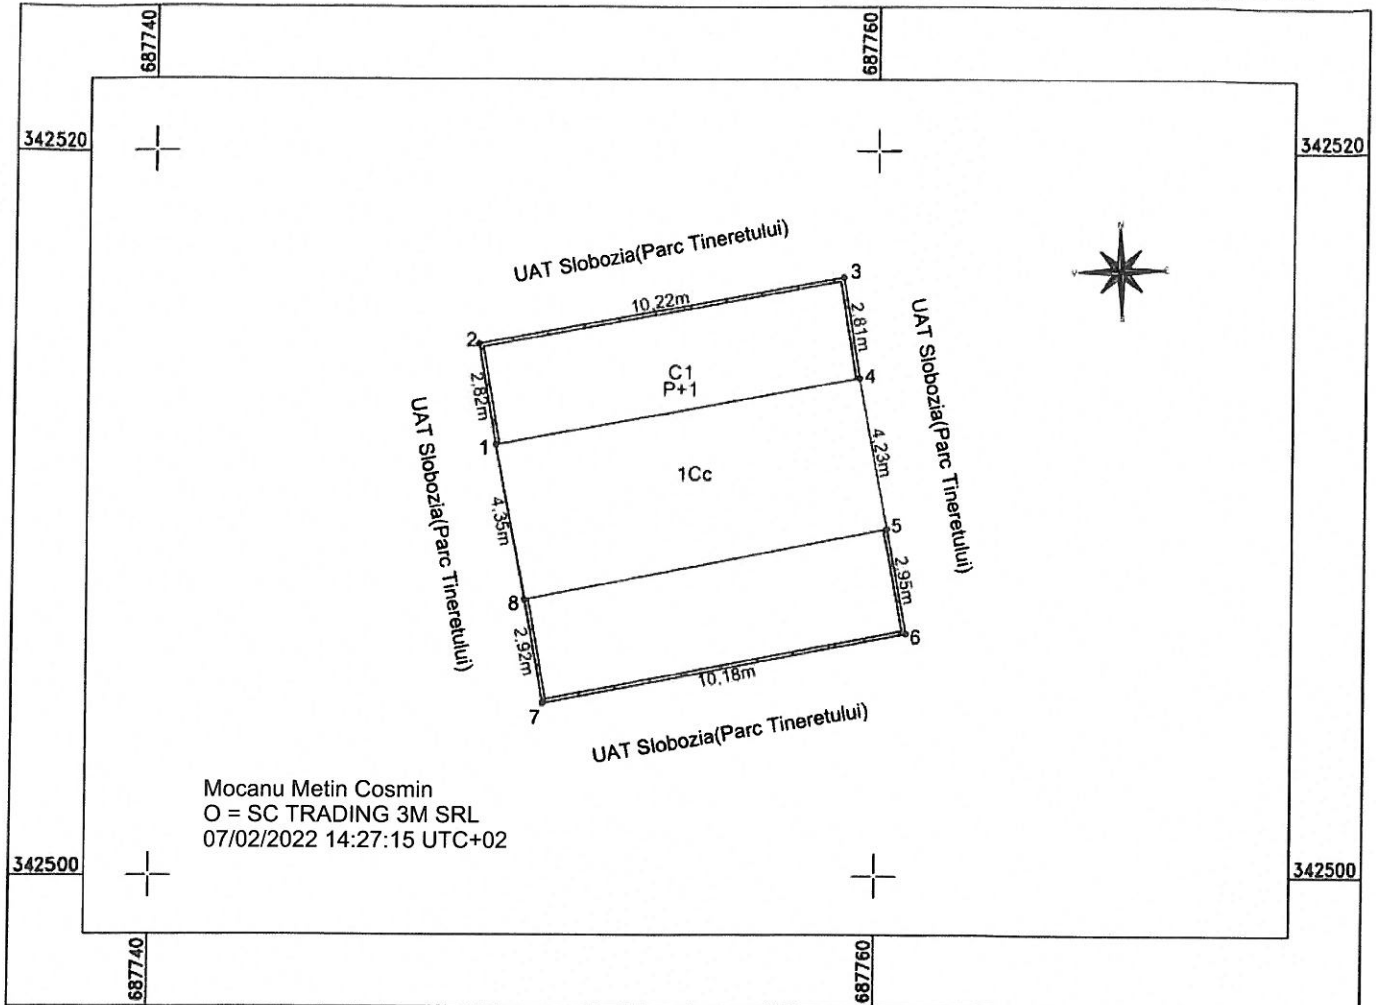 687740
687760
342520
342520
UAT Slobozia(Parc Tineretului)
N
V
E
S
10,22m
3
2
2,81m
2,82m
C1
P+1
4
UAT Slobozia(Parc Tineretului)
UAT Slobozia(Parc Tineretului)
1
4,23m
1Cc
4,35m
5
2,95m
8
2,92m
6
10,18m
7
UAT Slobozia(Parc Tineretului)
Mocanu Metin Cosmin
O = SC TRADING 3M SRL
07/02/2022 14:27:15 UTC+02
342500
342500
687740
687760